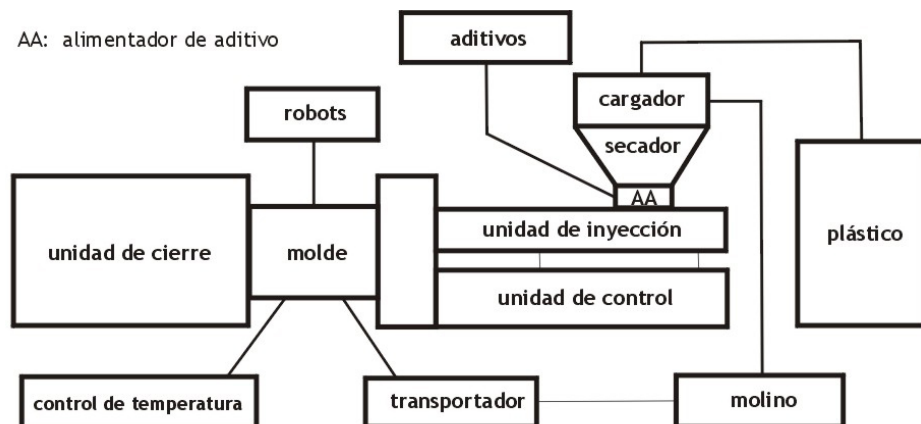 AA: alimentador de aditivo
aditivos
cargador
robots
secador
AA
unidad de cierre
molde
unidad de inyección
plástico
unidad de control
control de temperatura
transportador
molino